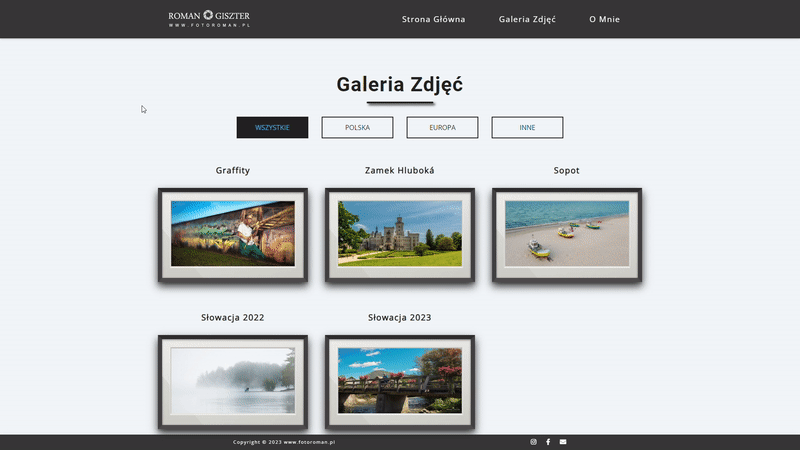 ROMAN GISZTER
WWW.FOTOROMAN.PL
Strona Główna
Galeria Zdjęć
O Mnie
Galeria Zdjęć
WSZYSTKIE
POLSKA
EUROPA
INNE
Graffity
Zamek Hluboká
Sopot
Słowacja 2022
Słowacja 2023
Copyright © 2023 www.fotoroman.pl